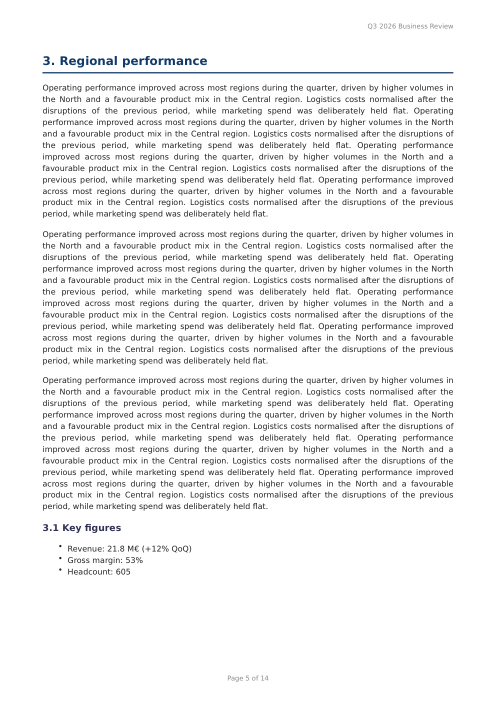 Q3 2026 Business Review
3. Regional performance
Operating performance improved across most regions during the quarter, driven by higher volumes in
the North and a favourable product mix in the Central region. Logistics costs normalised after the
disruptions of the previous period, while marketing spend was deliberately held flat. Operating
performance improved across most regions during the quarter, driven by higher volumes in the North
and a favourable product mix in the Central region. Logistics costs normalised after the disruptions of
the previous period, while marketing spend was deliberately held flat. Operating performance
improved across most regions during the quarter, driven by higher volumes in the North and a
favourable product mix in the Central region. Logistics costs normalised after the disruptions of the
previous period, while marketing spend was deliberately held flat. Operating performance improved
across most regions during the quarter, driven by higher volumes in the North and a favourable
product mix in the Central region. Logistics costs normalised after the disruptions of the previous
period, while marketing spend was deliberately held flat.
Operating performance improved across most regions during the quarter, driven by higher volumes in
the North and a favourable product mix in the Central region. Logistics costs normalised after the
disruptions of the previous period, while marketing spend was deliberately held flat. Operating
performance improved across most regions during the quarter, driven by higher volumes in the North
and a favourable product mix in the Central region. Logistics costs normalised after the disruptions of
the previous period, while marketing spend was deliberately held flat. Operating performance
improved across most regions during the quarter, driven by higher volumes in the North and a
favourable product mix in the Central region. Logistics costs normalised after the disruptions of the
previous period, while marketing spend was deliberately held flat. Operating performance improved
across most regions during the quarter, driven by higher volumes in the North and a favourable
product mix in the Central region. Logistics costs normalised after the disruptions of the previous
period, while marketing spend was deliberately held flat.
Operating performance improved across most regions during the quarter, driven by higher volumes in
the North and a favourable product mix in the Central region. Logistics costs normalised after the
disruptions of the previous period, while marketing spend was deliberately held flat. Operating
performance improved across most regions during the quarter, driven by higher volumes in the North
and a favourable product mix in the Central region. Logistics costs normalised after the disruptions of
the previous period, while marketing spend was deliberately held flat. Operating performance
improved across most regions during the quarter, driven by higher volumes in the North and a
favourable product mix in the Central region. Logistics costs normalised after the disruptions of the
previous period, while marketing spend was deliberately held flat. Operating performance improved
across most regions during the quarter, driven by higher volumes in the North and a favourable
product mix in the Central region. Logistics costs normalised after the disruptions of the previous
period, while marketing spend was deliberately held flat.
3.1 Key figures
• Revenue: 21.8 M€ (+12% QoQ)
• Gross margin: 53%
• Headcount: 605
Page 5 of 14